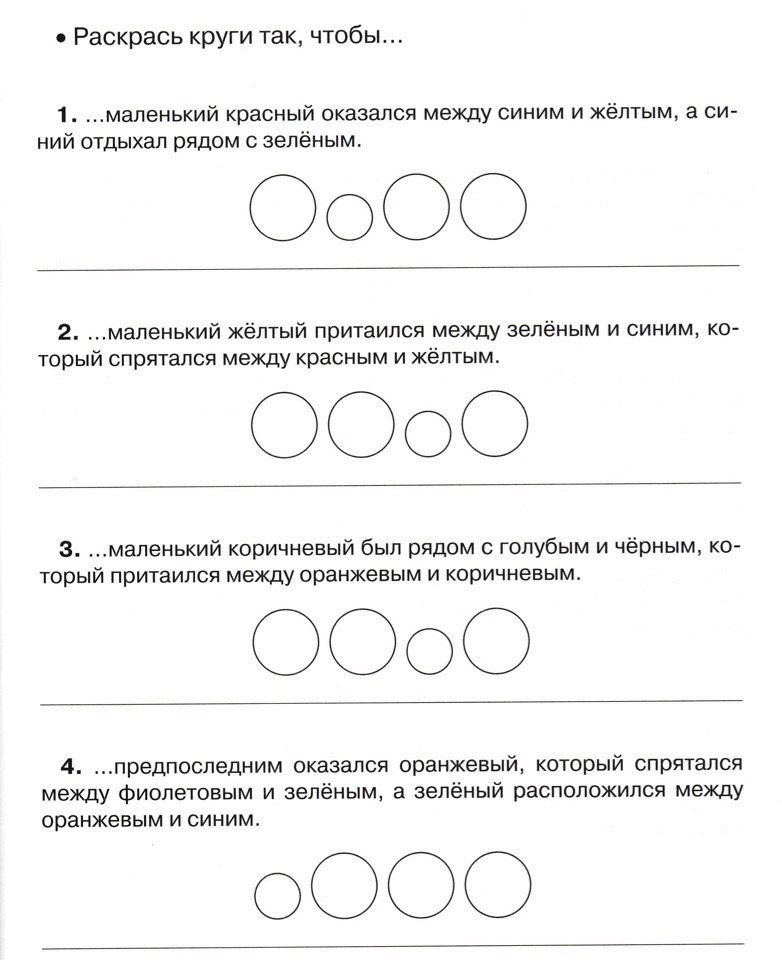 • Раскрась круги так, чтобы...
1. ...маленький красный оказался между синим и жёлтым, а си-
ний отдыхал рядом с зелёным.
2. ...маленький жёлтый притаился между зелёным и синим, ко-
торый спрятался между красным и жёлтым.
3. ...маленький коричневый был рядом с голубым и чёрным, ко-
торый притаился между оранжевым и коричневым.
4. ...предпоследним оказался оранжевый, который спрятался
между фиолетовым и зелёным, а зелёный расположился между
оранжевым и синим.